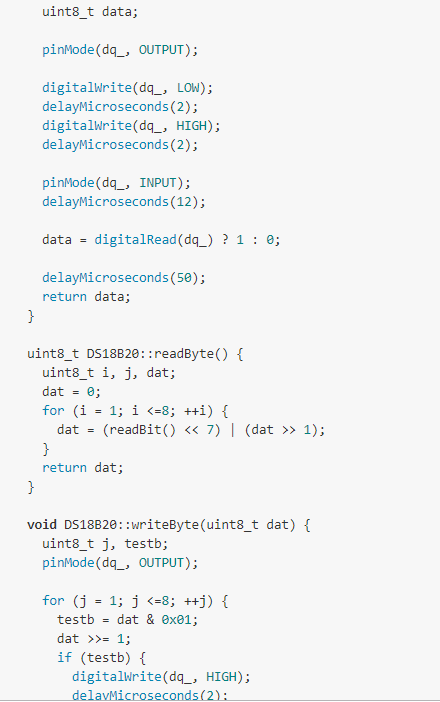 uint8_t data;
pinMode(dq_, OUTPUT);
digitalWrite(dq_, LOW);
delayMicroseconds(2);
digitalWrite(dq_, HIGH);
delayMicroseconds(2);
pinMode(dq_, INPUT);
delayMicroseconds(12);
data = digitalRead(dq_) ? 1 : 0;
delayMicroseconds(50);
return data;
}
uint8_t DS18B20::readByte() {
uint8_t i, j, dat;
dat = 0;
for (i = 1; i <=8; ++i) {
dat = (readBit() << 7) | (dat >> 1);
}
return dat;
}
void DS18B20::writeByte(uint8_t dat) {
uint8_t j, testb;
pinMode(dq_, OUTPUT);
for (j = 1; j <=8; ++j) {
testb = dat & 0x01;
dat >>= 1;
if (testb) {
digitalWrite(dq_, HIGH);
delayMicroseconds(2);